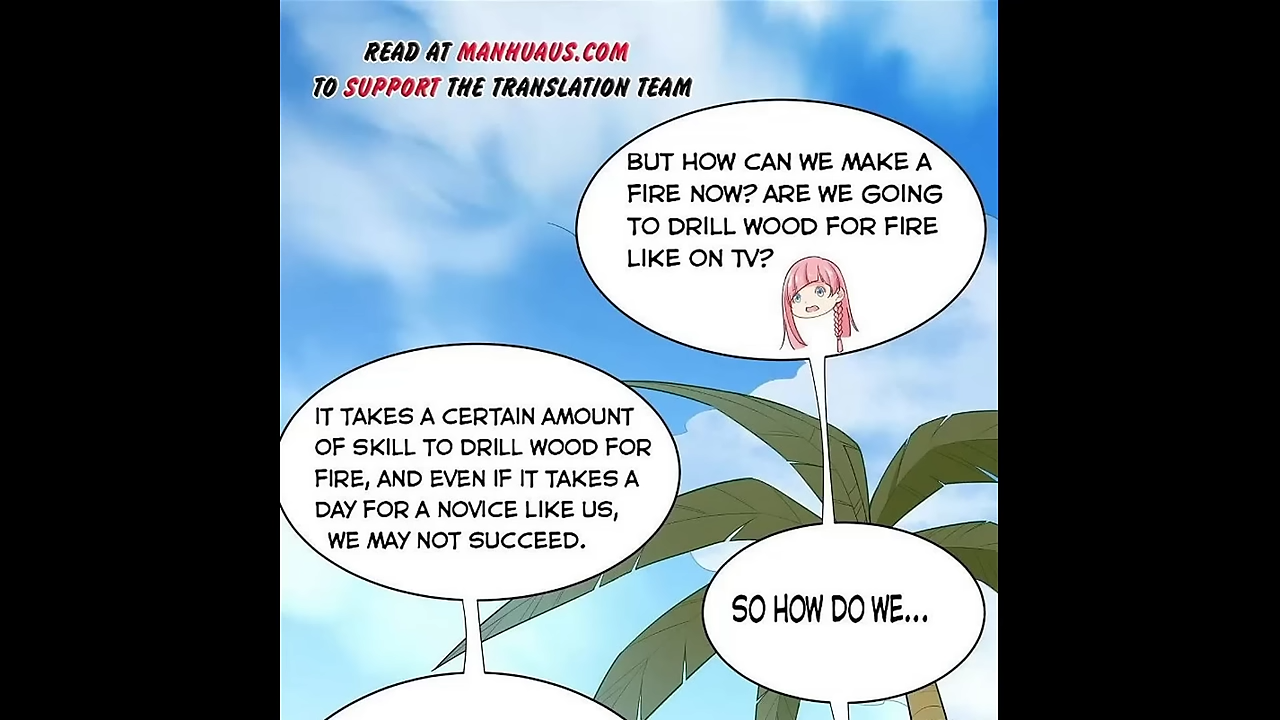 READ AT MANHUAUS.COM
TO SUPPORT THE TRANSLATION TEAM
BUT HOW CAN WE MAKE A
FIRE NOW? ARE WE GOING
TO DRILL WOOD FOR FIRE
LIKE ON TV?
IT TAKES A CERTAIN AMOUNT
OF SKILL TO DRILL WOOD FOR
FIRE, AND EVEN IF IT TAKES A
DAY FOR A NOVICE LIKE US,
WE MAY NOT SUCCEED.
SO HOW DO WE...